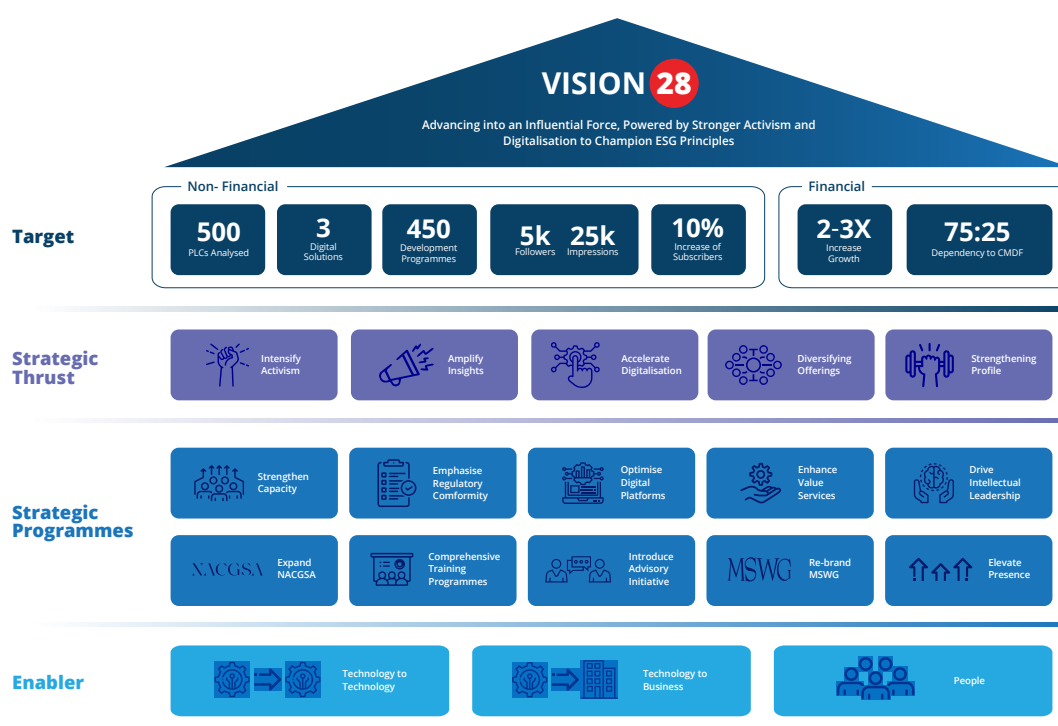 VISION 28
Advancing into an Influential Force, Powered by Stronger Activism and
Digitalisation to Champion ESG Principles
Non- Financial
Financial
Target
500
PLCs Analysed
3
Digital
Solutions
450
Development
Programmes
5k
Followers
25k
Impressions
10%
Increase of
Subscribers
2-3X
Increase
Growth
75:25
Dependency to CMDF
Strategic
Thrust
Intensify
Activism
Amplify
Insights
Accelerate
Digitalisation
Diversifying
Offerings
Strengthening
Profile
Strategic
Programmes
Strengthen
Capacity
Emphasise
Regulatory
Comformity
Optimise
Digital
Platforms
Enhance
Value
Services
Drive
Intellectual
Leadership
NACGSA
Expand
NACGSA
Comprehensive
Training
Programmes
Introduce
Advisory
Initiative
MSWG
Re-brand
MSWG
Elevate
Presence
Enabler
Technology to
Technology
Technology to
Business
People